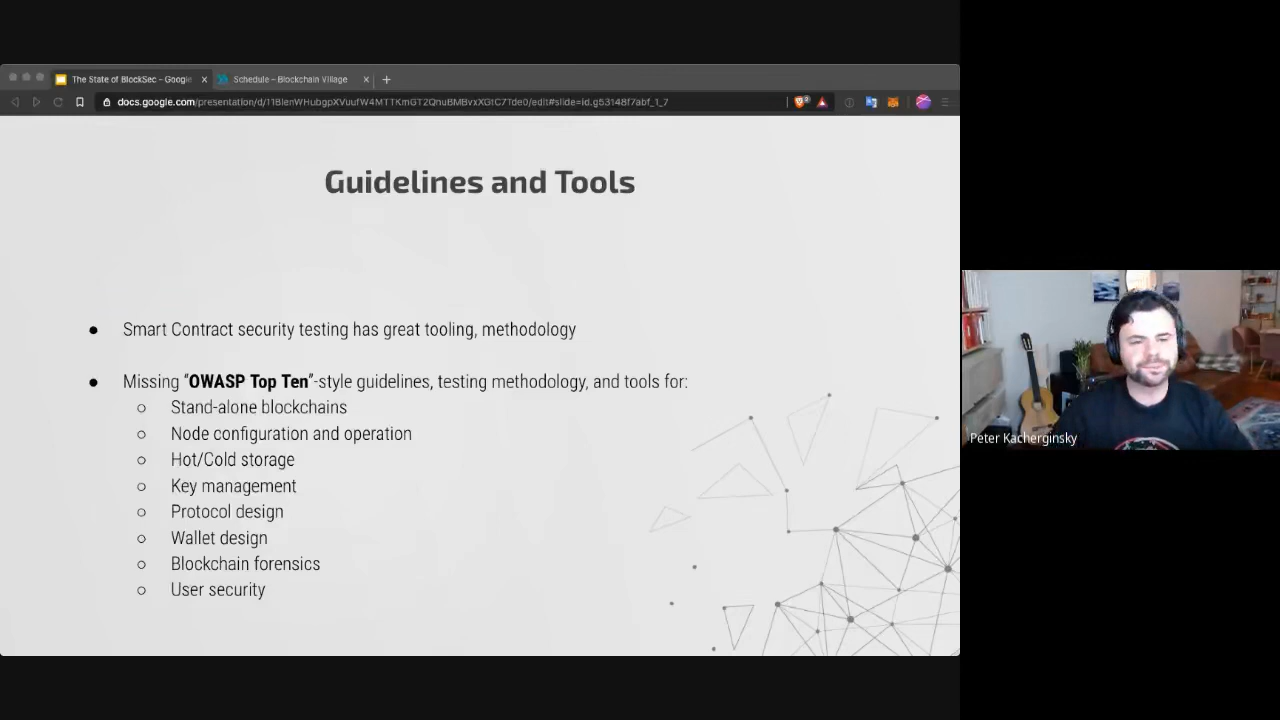 The State of BlockSec – Google
Schedule – Blockchain Village
docs.google.com/presentation/d/
Guidelines and Tools
● Smart Contract security testing has great tooling, methodology
● Missing “OWASP Top Ten”-style guidelines, testing methodology, and tools for:
○ Stand-alone blockchains
○ Node configuration and operation
○ Hot/Cold storage
○ Key management
○ Protocol design
○ Wallet design
○ Blockchain forensics
○ User security
Peter Kacherginsky